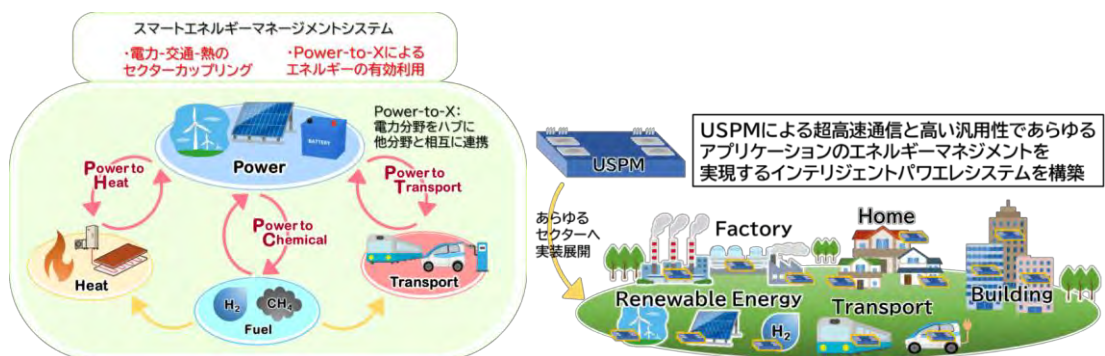 スマートエネルギーマネージメントシステム
・電力-交通-熱の
セクターカップリング
・Power-to-Xによる
エネルギーの有効利用
Power-to-X:
電力分野をハブに
他分野と相互に連携
BATTERY
Power
Power to
Heat
Power to
Transport
Power to
Chemical
Heat
H₂
CH₄
Fuel
Transport
USPM
USPMによる超高速通信と高い汎用性であらゆる
アプリケーションのエネルギーマネジメントを
実現するインテリジェントパワエレシステムを構築
あらゆる
セクターへ
実装展開
Factory
Home
Building
Renewable Energy
Transport
H₂